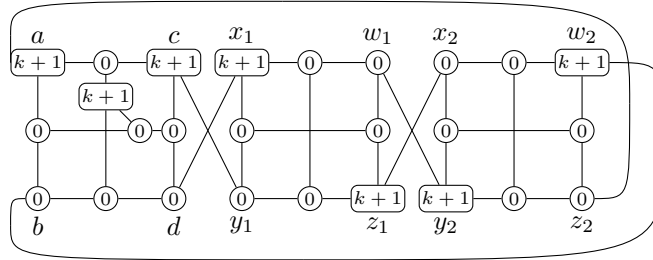 a c x₁ w₁ x₂ w₂
k + 1 0 k + 1 k + 1 0 0 0 0 k + 1
k + 1
0 0 0 0 0 0 0
0 0 0 0 0 k + 1 k + 1 0 0
b d y₁ z₁ y₂ z₂